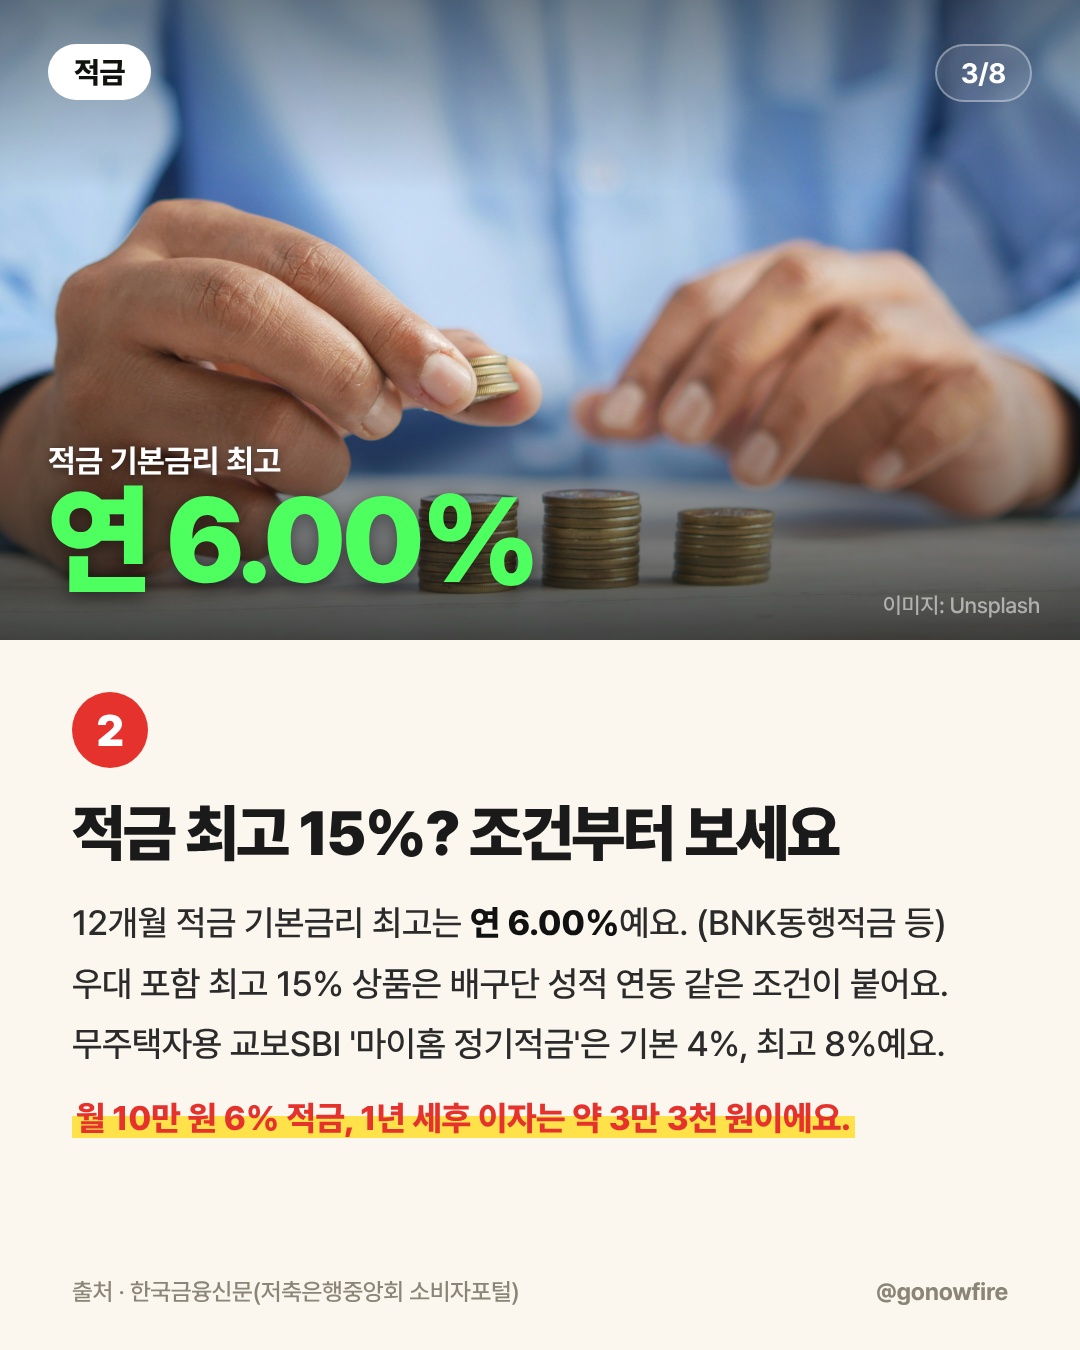 적금
3/8
적금 기본금리 최고
연 6.00%
이미지: Unsplash
2
적금 최고 15%? 조건부터 보세요
12개월 적금 기본금리 최고는 연 6.00%예요. (BNK동행적금 등)
우대 포함 최고 15% 상품은 배구단 성적 연동 같은 조건이 붙어요.
무주택자용 교보SBI '마이홈 정기적금'은 기본 4%, 최고 8%예요.
월 10만 원 6% 적금, 1년 세후 이자는 약 3만 3천 원이에요.
출처 · 한국금융신문(저축은행중앙회 소비자포털)
@gonowfire